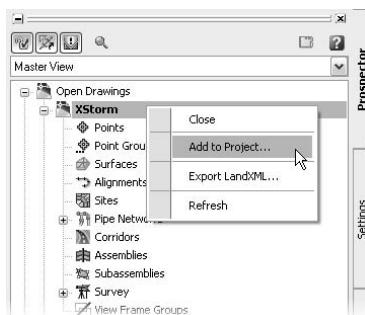 Master View
Prospector
Settings
Open Drawings
XStorm
Points
Point Grou
Surfaces
Alignments
Sites
Pipe Networ
Corridors
Assemblies
Subassemblies
Survey
View Frame Groups
Close
Add to Project...
Export LandXML...
Refresh